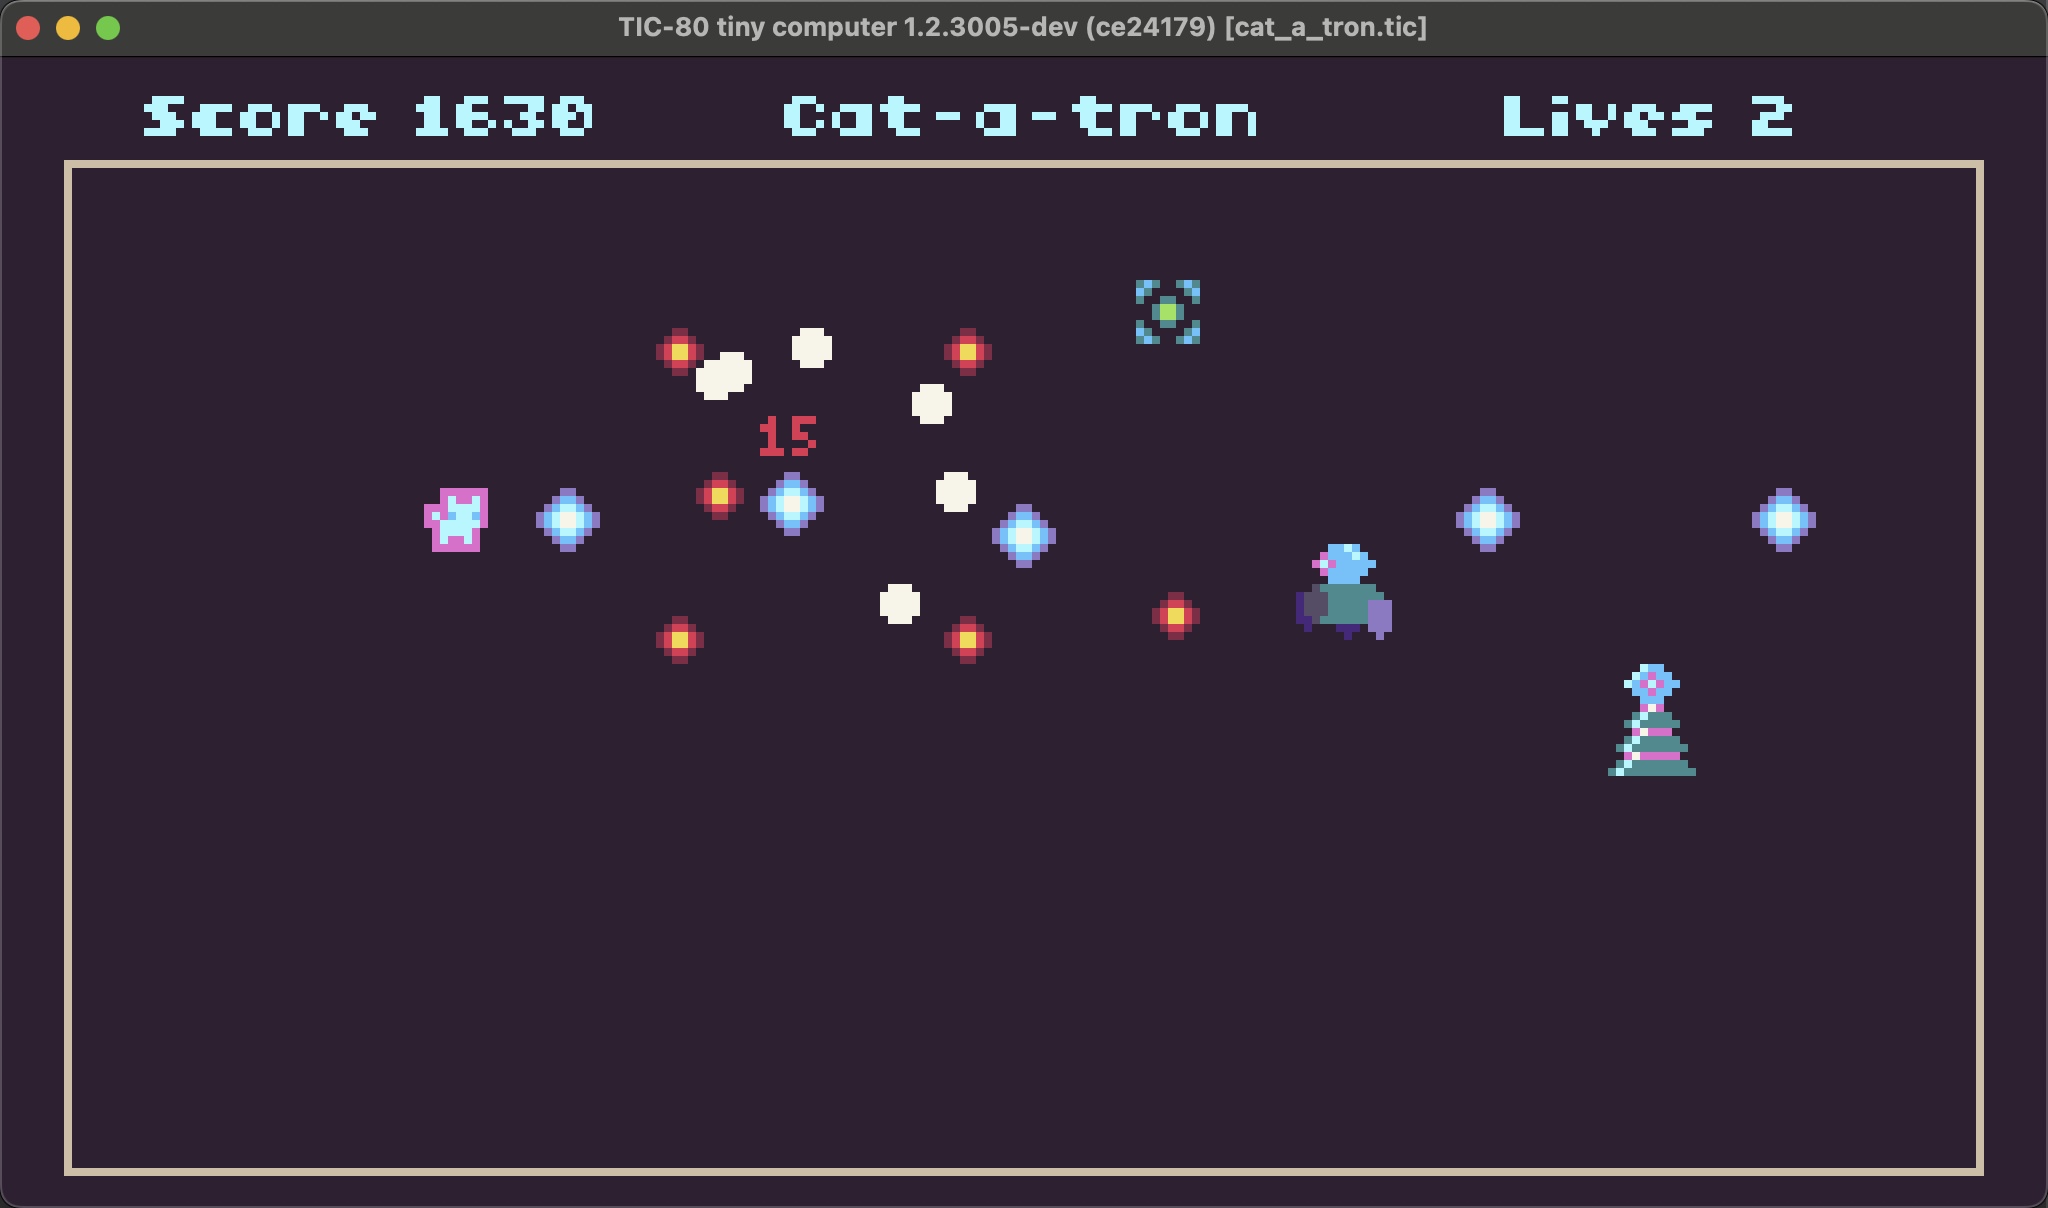 TIC-80 tiny computer 1.2.3005-dev (ce24179) [cat_a_tron.tic]
Score 1630 Cat-a-tron Lives 2
15